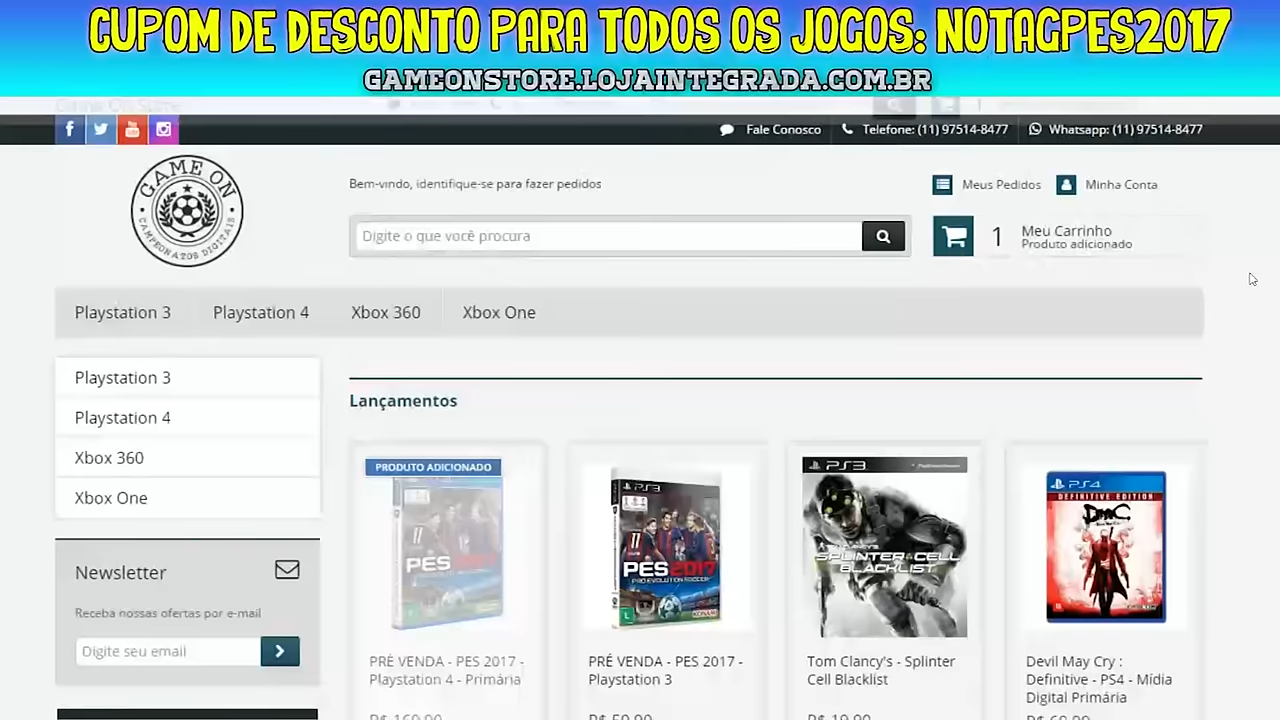 CUPOM DE DESCONTO PARA TODOS OS JOGOS: NOTAGPES2017
GAMEONSTORE.LOJAINTEGRADA.COM.BR
Fale Conosco
Telefone: (11) 97514-8477
Whatsapp: (11) 97514-8477
GAME ON
CAMPEONATOS DIGITAIS
Bem-vindo, identifique-se para fazer pedidos
Meus Pedidos
Minha Conta
Digite o que você procura
1
Meu Carrinho
Produto adicionado
Playstation 3
Playstation 4
Xbox 360
Xbox One
Playstation 3
Playstation 4
Xbox 360
Xbox One
Lançamentos
Newsletter
Receba nossas ofertas por e-mail
Digite seu email
PRODUTO ADICIONADO
PES
PRÉ VENDA - PES 2017 -
Playstation 4 - Primária
R$ 169,90
PS3
PES 2017
PRO EVOLUTION SOCCER
KONAMI
PRÉ VENDA - PES 2017 -
Playstation 3
R$ 59,90
PS3
SPLINTER CELL
BLACKLIST
Tom Clancy's - Splinter
Cell Blacklist
R$ 19,90
PS4
DEFINITIVE EDITION
DmC
Devil May Cry :
Definitive - PS4 - Mídia
Digital Primária